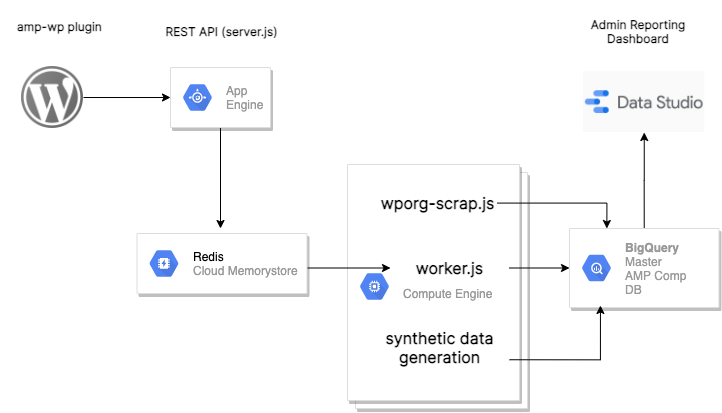 amp-wp plugin
REST API (server.js)
Admin Reporting
Dashboard
App
Engine
Data Studio
wporg-scrap.js
Redis
Cloud Memorystore
worker.js
Compute Engine
BigQuery
Master
AMP Comp
DB
synthetic data
generation